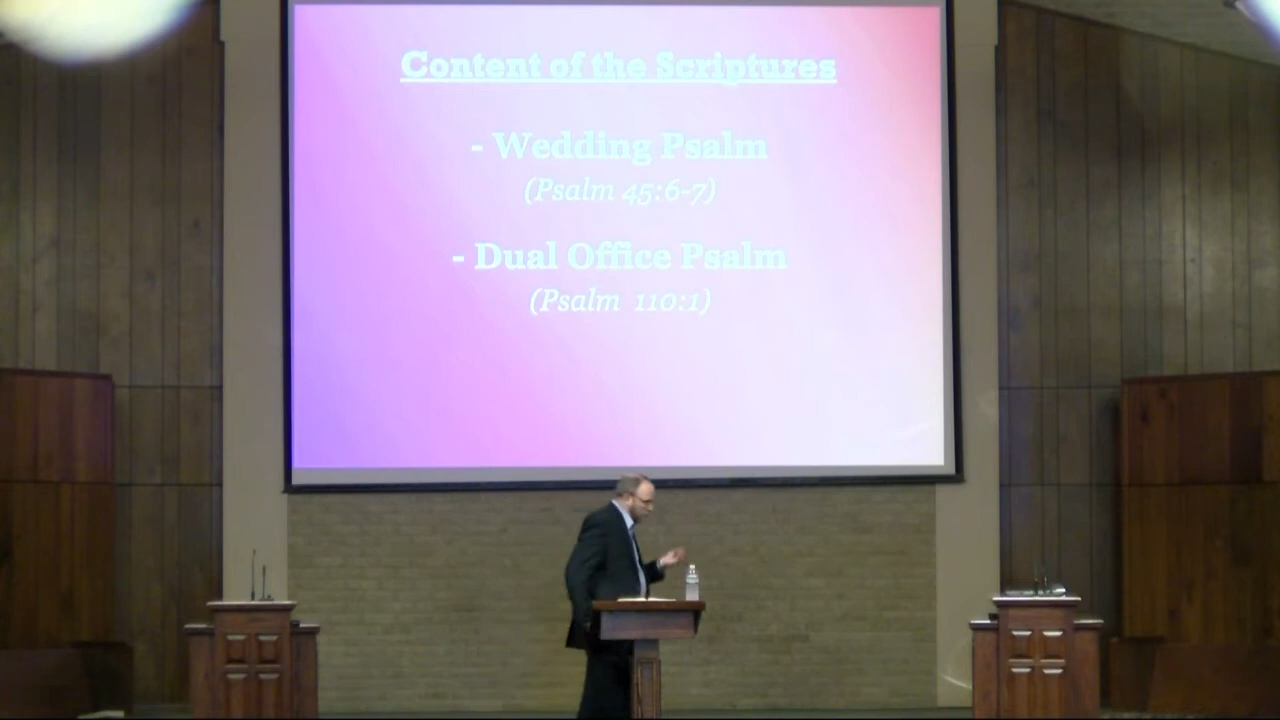 Content of the Scriptures
- Wedding Psalm
(Psalm 45:6-7)
- Dual Office Psalm
(Psalm 110:1)